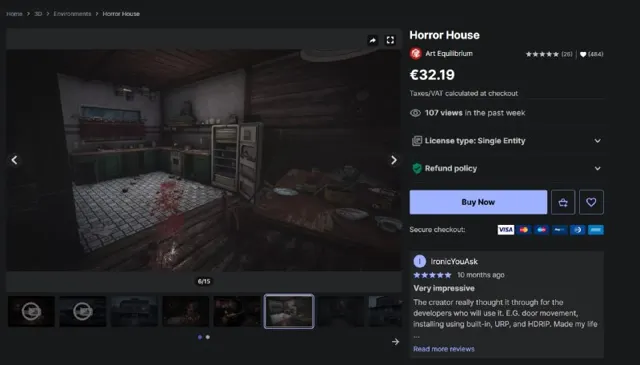 Home > 3D > Environments > Horror House
Horror House
Art Equilibrium
(26) | (484)
€32.19
Taxes/VAT calculated at checkout
107 views in the past week
License type: Single Entity
Refund policy
Buy Now
Secure checkout:
VISA
6/15
I IronicYouAsk
10 months ago
Very impressive
The creator really thought it through for the
developers who will use it. E.G. door movement,
installing using built-in, URP, and HDRIP. Made my life
...
Read more reviews